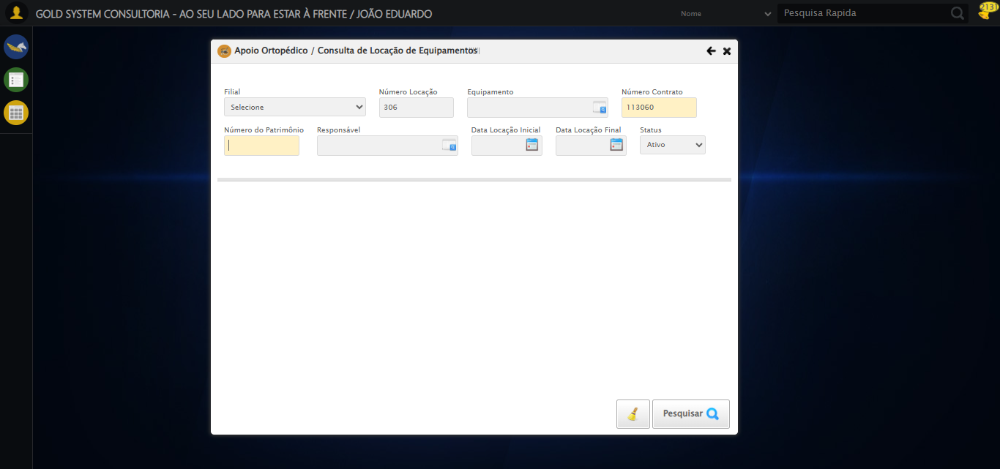 GOLD SYSTEM CONSULTORIA - AO SEU LADO PARA ESTAR À FRENTE / JOÃO EDUARDO
Nome
Pesquisa Rapida
2131
Apoio Ortopédico / Consulta de Locação de Equipamentos
Filial
Número Locação
Equipamento
Número Contrato
Selecione
306
113060
Número do Patrimônio
Responsável
Data Locação Inicial
Data Locação Final
Status
Ativo
Pesquisar